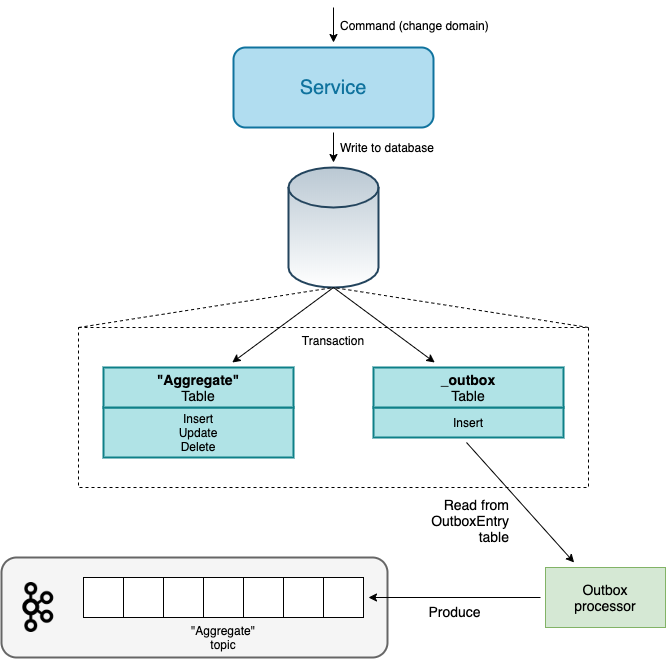 Command (change domain)
Service
Write to database
Transaction
"Aggregate"
Table
Insert
Update
Delete
_outbox
Table
Insert
Read from
OutboxEntry
table
Outbox
processor
Produce
"Aggregate"
topic